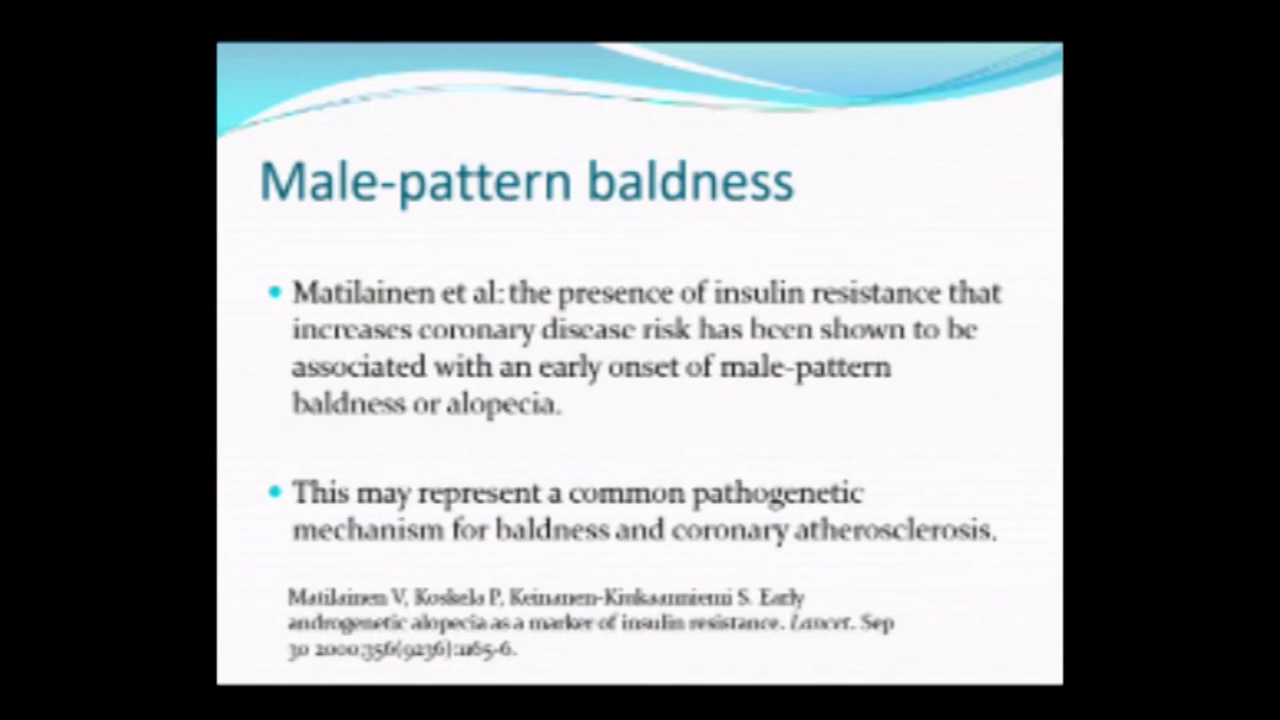 Male-pattern baldness
• Matilainen et al: the presence of insulin resistance that
increases coronary disease risk has been shown to be
associated with an early onset of male-pattern
baldness or alopecia.
• This may represent a common pathogenetic
mechanism for baldness and coronary atherosclerosis.
Matilainen V, Koskela P, Keinanen-Kiukaanniemi S. Early
androgenetic alopecia as a marker of insulin resistance. Lancet. Sep
30 2000;356(9236):1165-6.